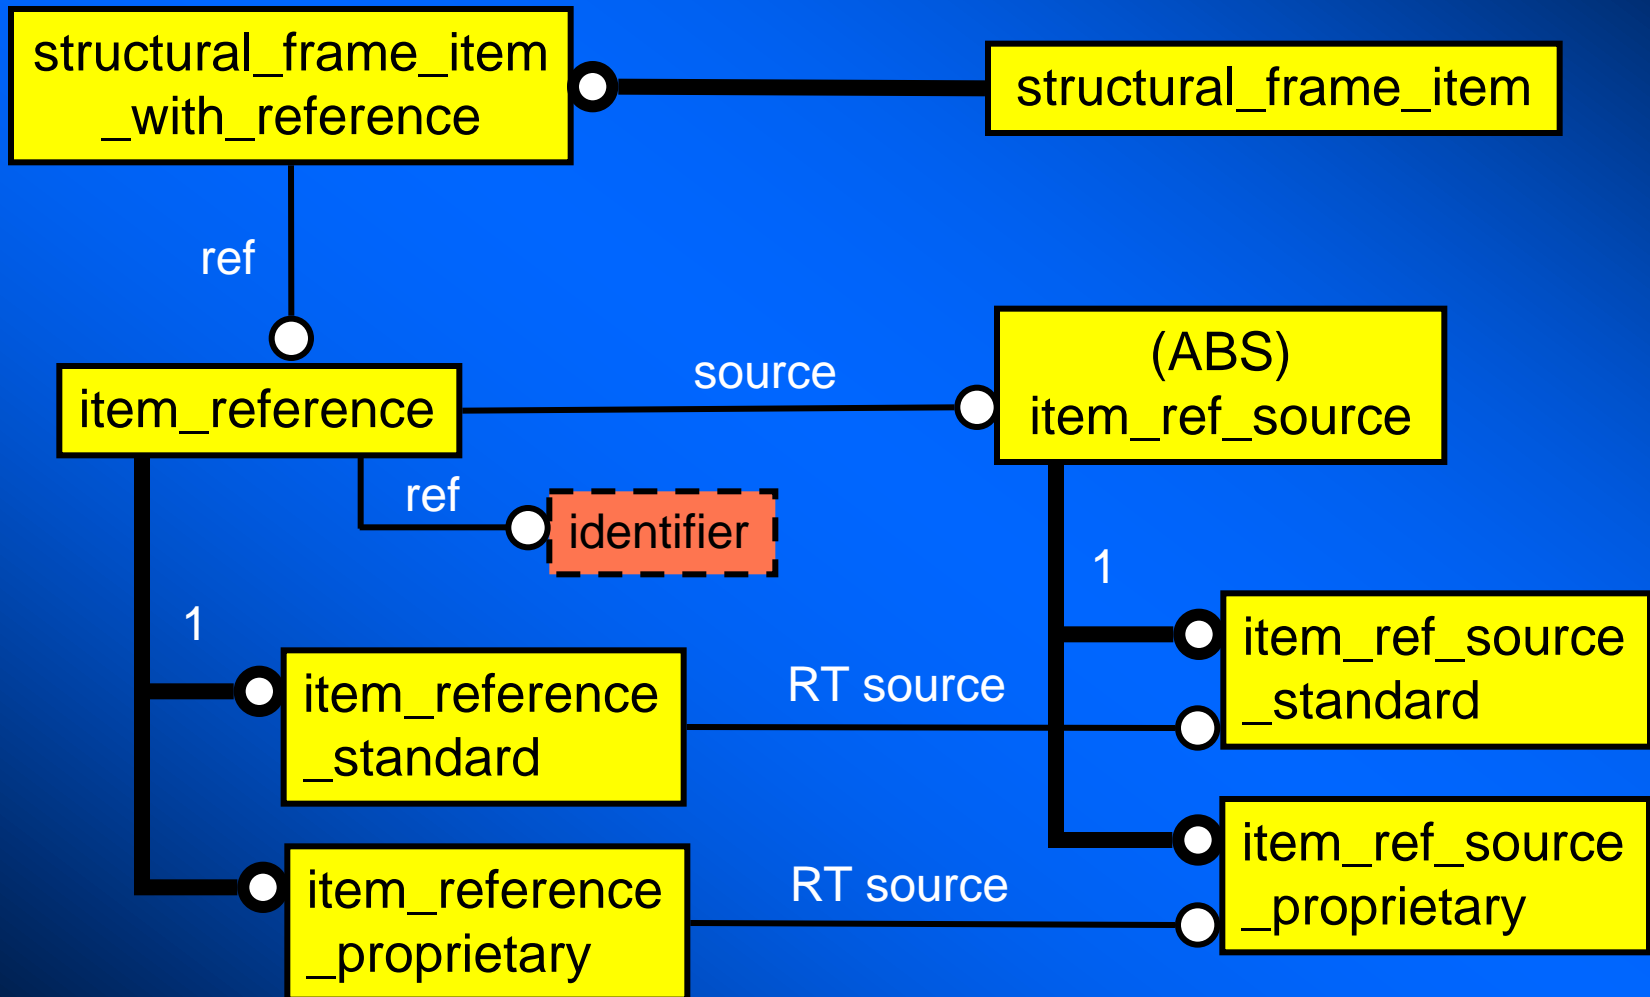 structural_frame_item
_with_reference
structural_frame_item
ref
source
(ABS)
item_ref_source
item_reference
ref
identifier
1
1
item_reference
_standard
RT source
item_ref_source
_standard
item_reference
_proprietary
RT source
item_ref_source
_proprietary